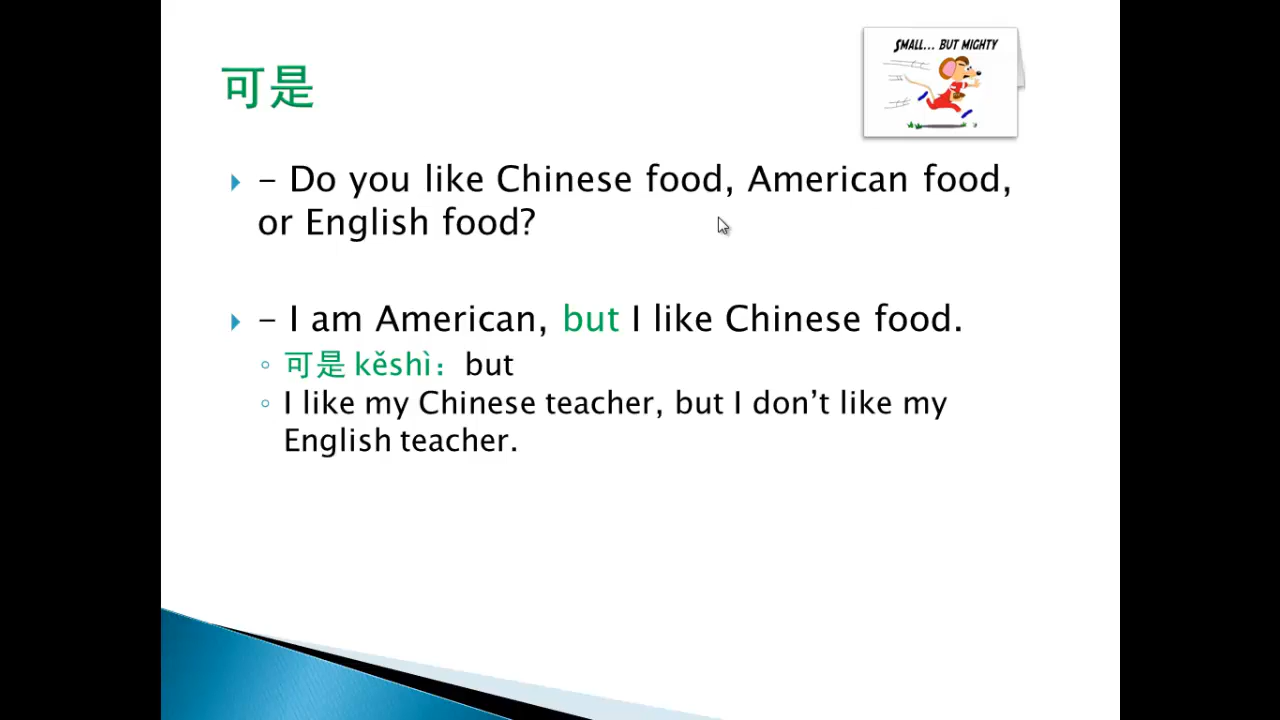 SMALL... BUT MIGHTY
可是
– Do you like Chinese food, American food,
or English food?
– I am American, but I like Chinese food.
可是 kěshì：but
I like my Chinese teacher, but I don’t like my
English teacher.